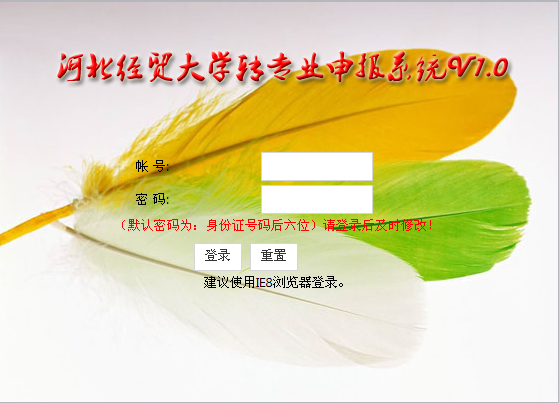 河北经贸大学转专业申报系统V1.0
帐 号:
密 码:
（默认密码为：身份证号码后六位）请登录后及时修改！
登录 重置
建议使用IE8浏览器登录。